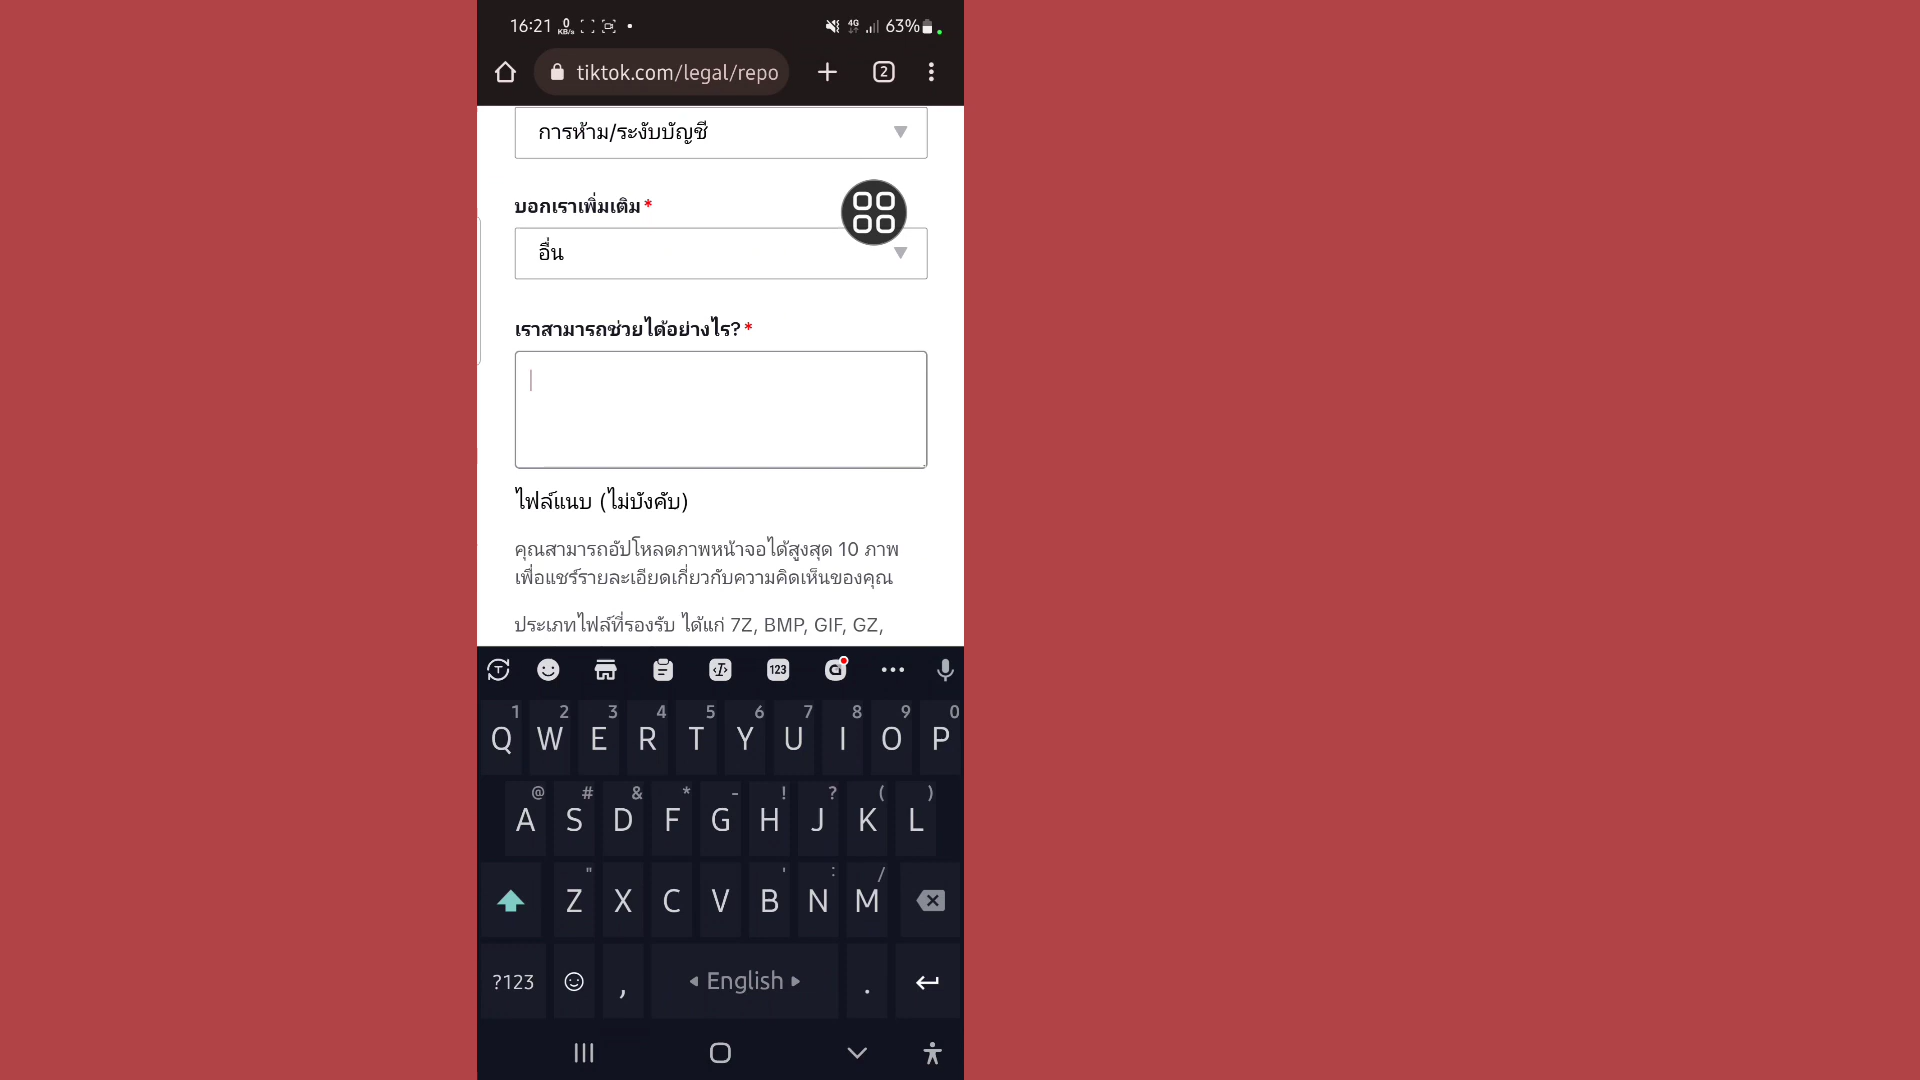 16:21 0 KB/s 4G 63%
tiktok.com/legal/repo 2
การห้าม/ระงับบัญชี
บอกเราเพิ่มเติม*
อื่น
เราสามารถช่วยได้อย่างไร?*
ไฟล์แนบ (ไม่บังคับ)
คุณสามารถอัปโหลดภาพหน้าจอได้สูงสุด 10 ภาพ
เพื่อแชร์รายละเอียดเกี่ยวกับความคิดเห็นของคุณ
ประเภทไฟล์ที่รองรับ ได้แก่ 7Z, BMP, GIF, GZ,
T 123
1 2 3 4 5 6 7 8 9 0
Q W E R T Y U I O P
@ # & * - ! ? ( )
A S D F G H J K L
" ' : /
Z X C V B N M
?123 , English .